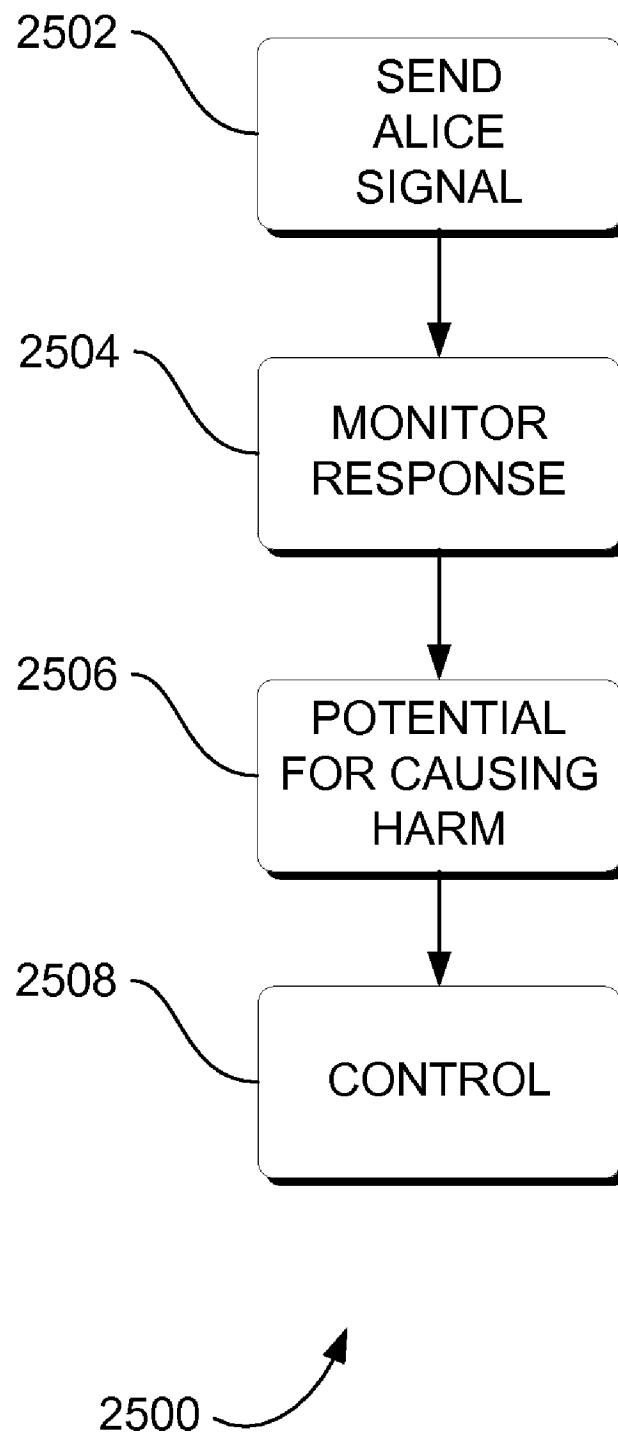 2502
SEND
ALICE
SIGNAL
2504
MONITOR
RESPONSE
2506
POTENTIAL
FOR CAUSING
HARM
2508
CONTROL
2500